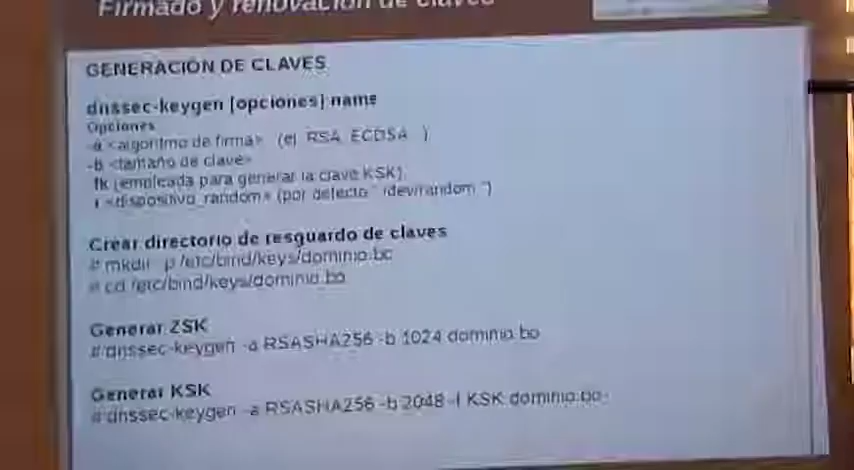 Firmado y renovación de claves
GENERACIÓN DE CLAVES
dnssec-keygen [opciones] name
Opciones
-a <algoritmo de firma> (ej. RSA, ECDSA...)
-b <tamaño de clave>
-fk (empleada para generar la clave KSK)
-r <dispositivo_random> (por defecto "/dev/random")
Crear directorio de resguardo de claves
# mkdir -p /etc/bind/keys/dominio.bo
# cd /etc/bind/keys/dominio.bo
Generar ZSK
# dnssec-keygen -a RSASHA256 -b 1024 dominio.bo
Generar KSK
# dnssec-keygen -a RSASHA256 -b 2048 -f KSK dominio.bo